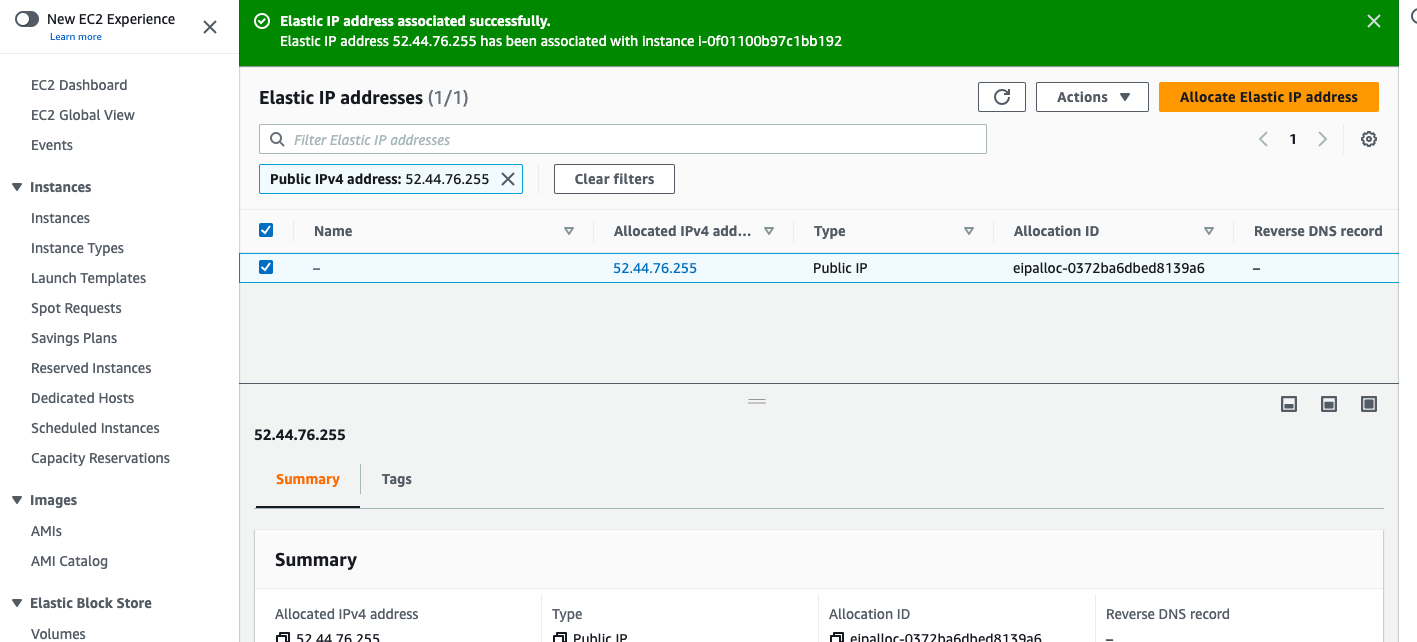 New EC2 Experience
Learn more
EC2 Dashboard
EC2 Global View
Events
Instances
Instances
Instance Types
Launch Templates
Spot Requests
Savings Plans
Reserved Instances
Dedicated Hosts
Scheduled Instances
Capacity Reservations
Images
AMIs
AMI Catalog
Elastic Block Store
Volumes
Elastic IP address associated successfully.
Elastic IP address 52.44.76.255 has been associated with instance i-0f01100b97c1bb192
Elastic IP addresses (1/1)
Actions
Allocate Elastic IP address
Filter Elastic IP addresses
1
Public IPv4 address: 52.44.76.255
Clear filters
Name Allocated IPv4 add... Type Allocation ID Reverse DNS record
– 52.44.76.255 Public IP eipalloc-0372ba6dbed8139a6 –
52.44.76.255
Summary Tags
Summary
Allocated IPv4 address Type Allocation ID Reverse DNS record
52.44.76.255 Public IP eipalloc-0372ba6dbed8139a6 –